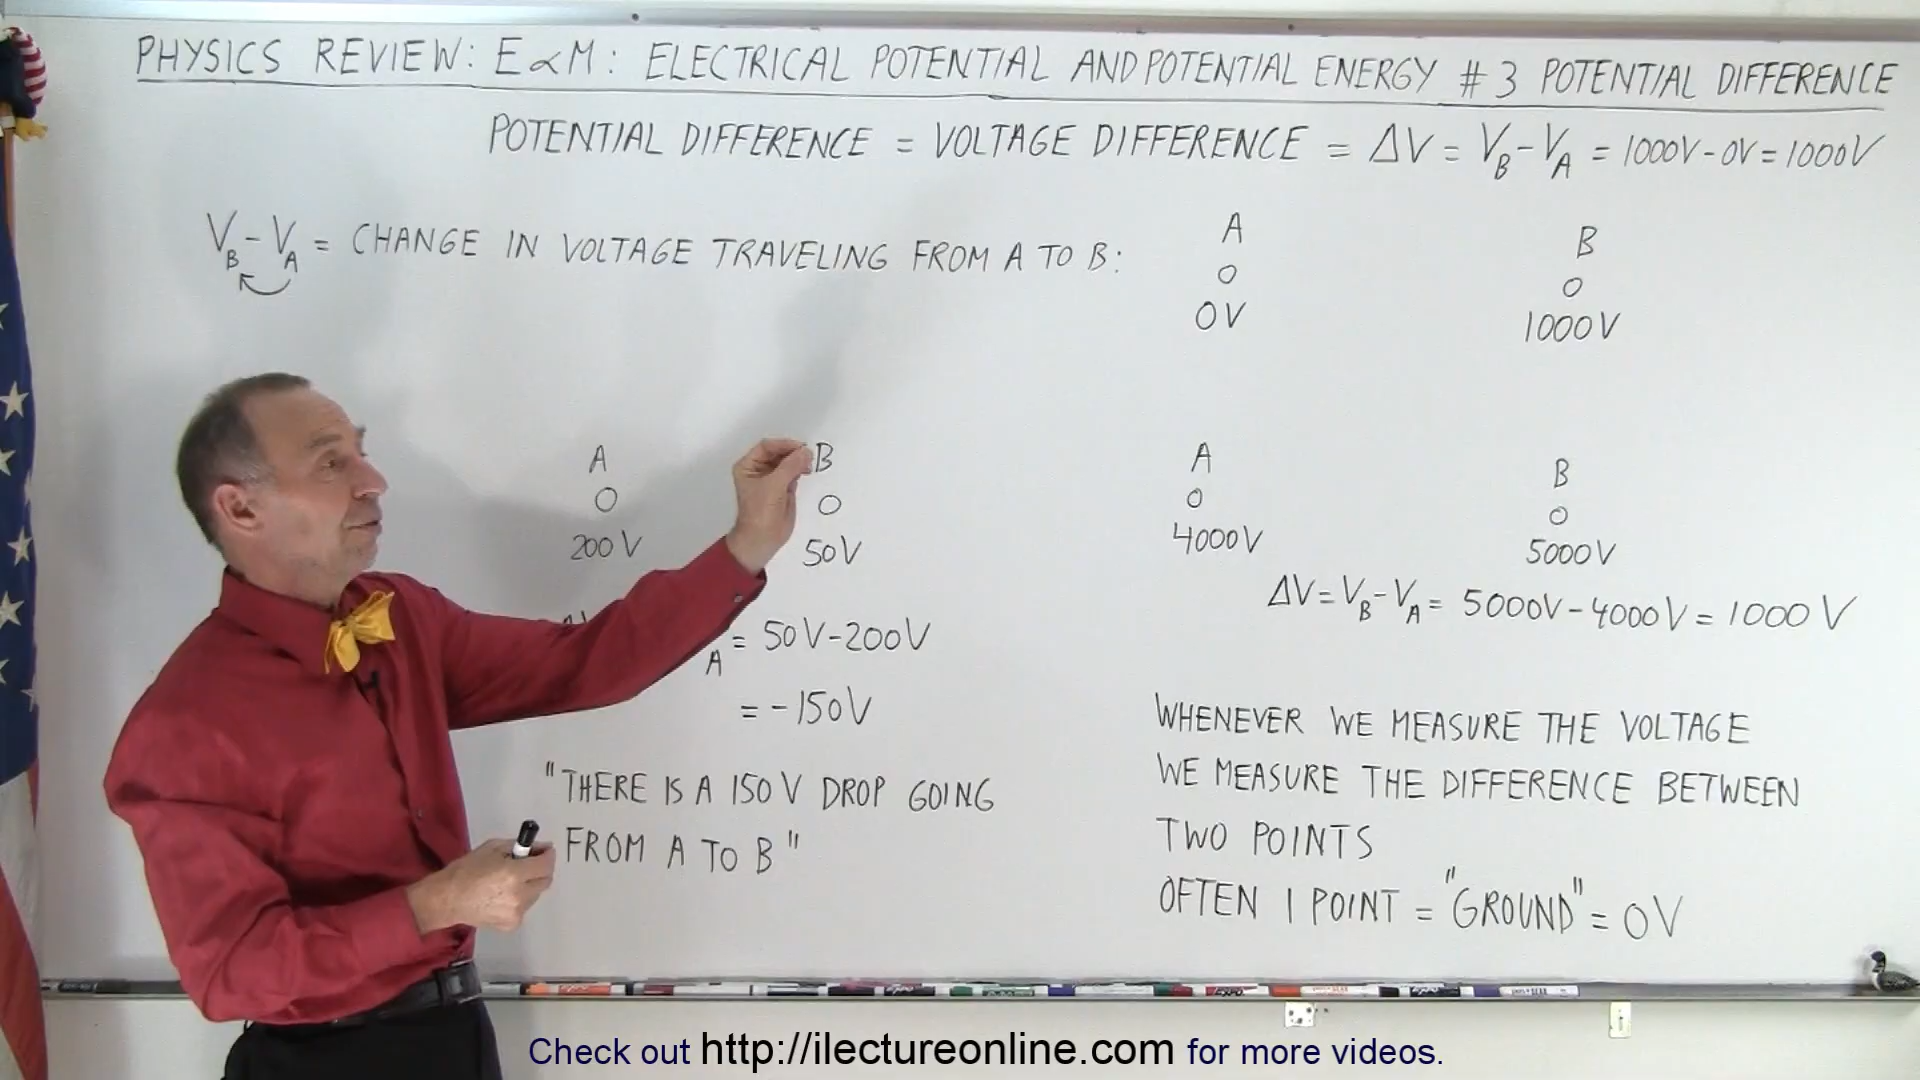 PHYSICS REVIEW: E∝M: ELECTRICAL POTENTIAL AND POTENTIAL ENERGY #3 POTENTIAL DIFFERENCE
POTENTIAL DIFFERENCE = VOLTAGE DIFFERENCE = ΔV = V_B - V_A = 1000V - 0V = 1000V
V_B - V_A = CHANGE IN VOLTAGE TRAVELING FROM A TO B:
A
0V
B
1000V
A
200V
B
50V
A = 50V - 200V
= -150V
"THERE IS A 150V DROP GOING
FROM A TO B"
A
4000V
B
5000V
ΔV = V_B - V_A = 5000V - 4000V = 1000V
WHENEVER WE MEASURE THE VOLTAGE
WE MEASURE THE DIFFERENCE BETWEEN
TWO POINTS
OFTEN 1 POINT = "GROUND" = 0V
Check out http://ilectureonline.com for more videos.